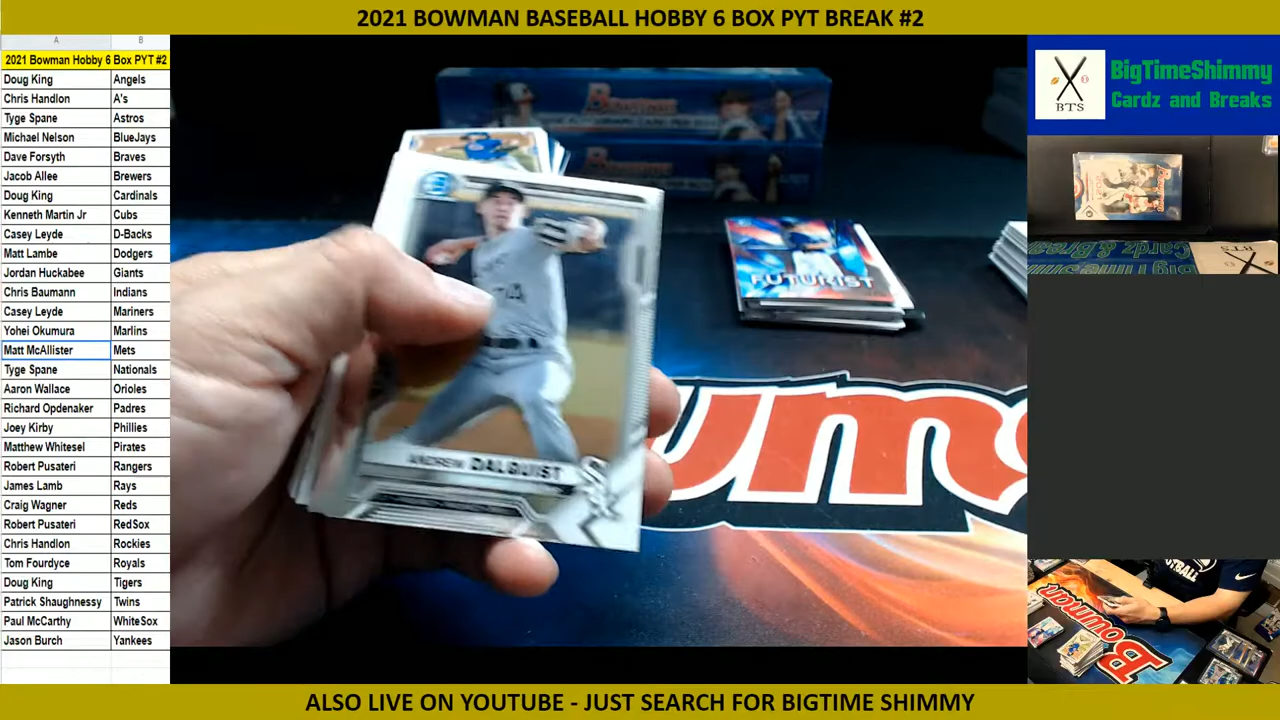 2021 BOWMAN BASEBALL HOBBY 6 BOX PYT BREAK #2
A B
2021 Bowman Hobby 6 Box PYT #2
Doug King Angels
Chris Handlon A's
Tyge Spane Astros
Michael Nelson BlueJays
Dave Forsyth Braves
Jacob Allee Brewers
Doug King Cardinals
Kenneth Martin Jr Cubs
Casey Leyde D-Backs
Matt Lambe Dodgers
Jordan Huckabee Giants
Chris Baumann Indians
Casey Leyde Mariners
Yohei Okumura Marlins
Matt McAllister Mets
Tyge Spane Nationals
Aaron Wallace Orioles
Richard Opdenaker Padres
Joey Kirby Phillies
Matthew Whitesel Pirates
Robert Pusateri Rangers
James Lamb Rays
Craig Wagner Reds
Robert Pusateri RedSox
Chris Handlon Rockies
Tom Fourdyce Royals
Doug King Tigers
Patrick Shaughnessy Twins
Paul McCarthy WhiteSox
Jason Burch Yankees
BOWMAN
BOWMAN
FUTURIST
ANDREW DALQUIST
SOX
BTS
BigTimeShimmy
Cardz and Breaks
BTS
Bowman
ALSO LIVE ON YOUTUBE - JUST SEARCH FOR BIGTIME SHIMMY